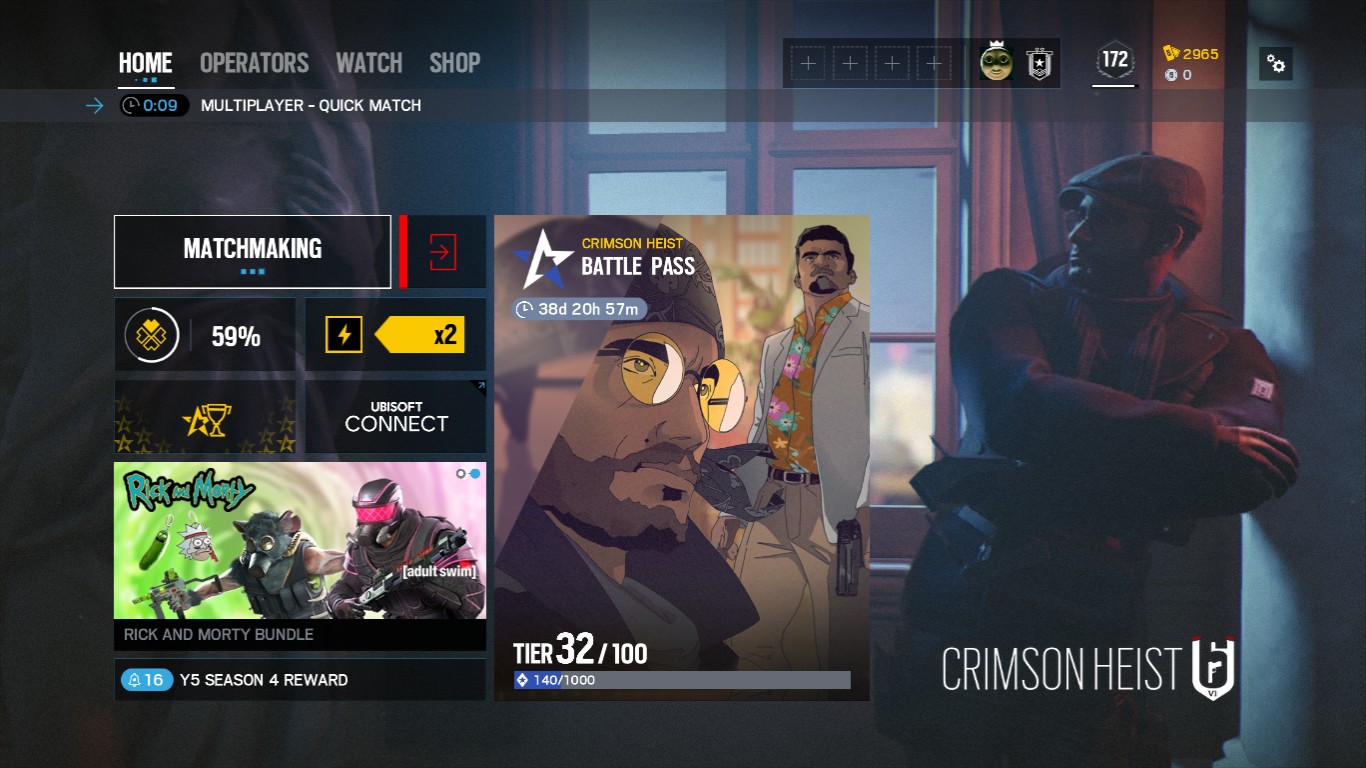 HOME
OPERATORS
WATCH
SHOP
172
2965
0
0:09
MULTIPLAYER - QUICK MATCH
MATCHMAKING
59%
x2
UBISOFT
CONNECT
Rick and Morty
[adult swim]
RICK AND MORTY BUNDLE
16
Y5 SEASON 4 REWARD
CRIMSON HEIST
BATTLE PASS
38d 20h 57m
TIER 32 / 100
140/1000
CRIMSON HEIST
VI